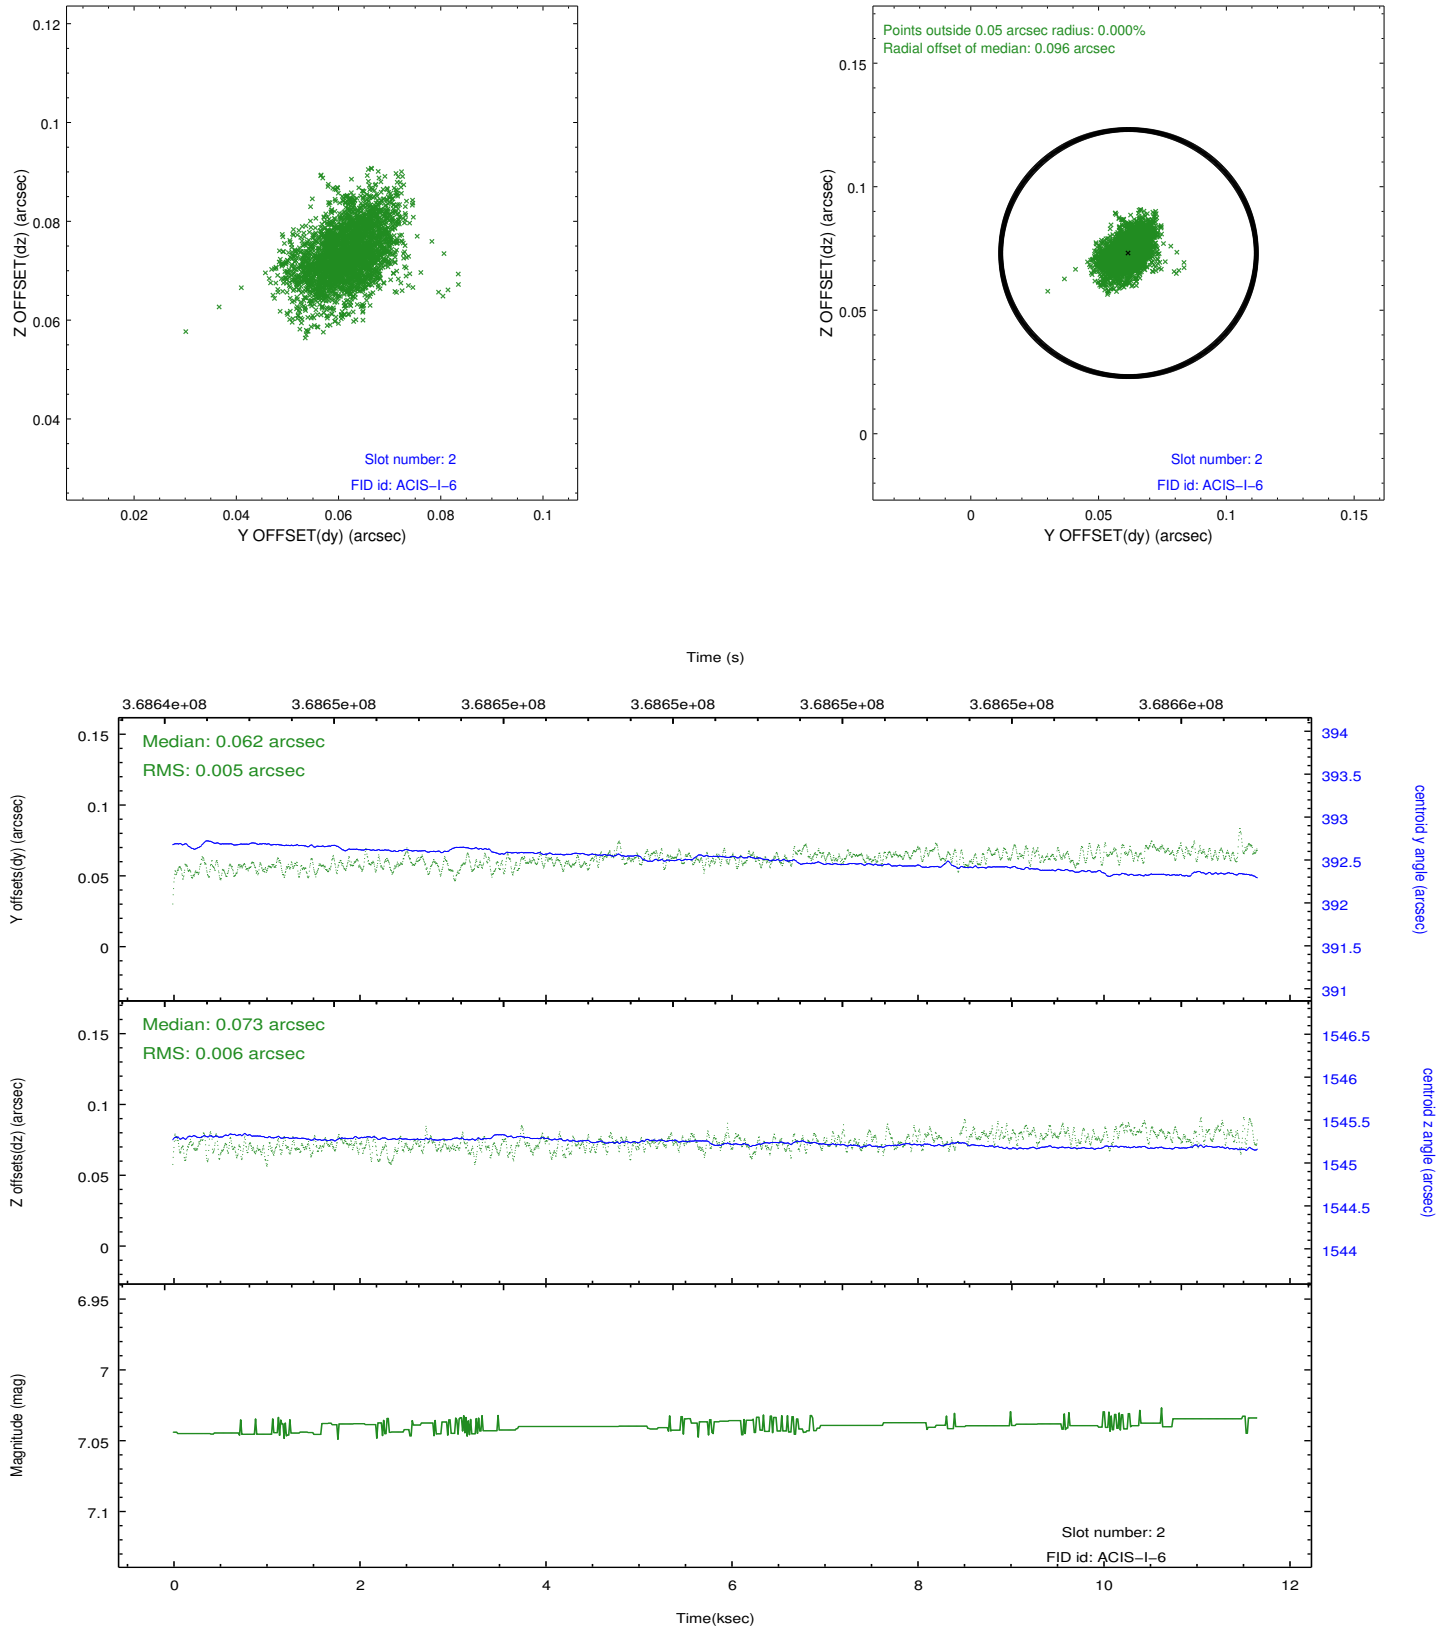 0.12
0.1
0.08
0.06
0.04
Z OFFSET(dz) (arcsec)
Slot number: 2
FID id: ACIS−I−6
0.02 0.04 0.06 0.08 0.1
Y OFFSET(dy) (arcsec)
Points outside 0.05 arcsec radius: 0.000%
Radial offset of median: 0.096 arcsec
0.15
0.1
0.05
0
Z OFFSET(dz) (arcsec)
Slot number: 2
FID id: ACIS−I−6
0 0.05 0.1 0.15
Y OFFSET(dy) (arcsec)
Time (s)
3.6864e+08 3.6865e+08 3.6865e+08 3.6865e+08 3.6865e+08 3.6865e+08 3.6866e+08
Median: 0.062 arcsec
RMS: 0.005 arcsec
0.15
0.1
0.05
0
Y offsets(dy) (arcsec)
394
393.5
393
392.5
392
391.5
391
centroid y angle (arcsec)
Median: 0.073 arcsec
RMS: 0.006 arcsec
0.15
0.1
0.05
0
Z offsets(dz) (arcsec)
1546.5
1546
1545.5
1545
1544.5
1544
centroid z angle (arcsec)
6.95
7
7.05
7.1
Magnitude (mag)
Slot number: 2
FID id: ACIS−I−6
0 2 4 6 8 10 12
Time(ksec)